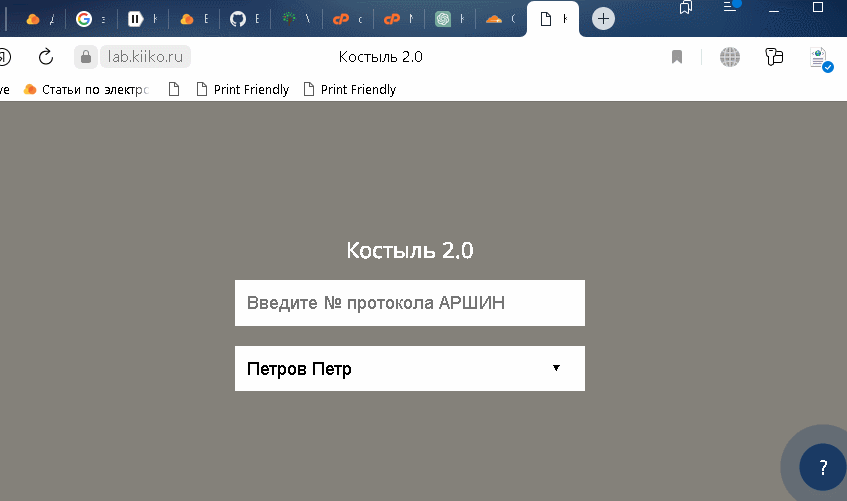 lab.kiiko.ru
Костыль 2.0
Статьи по электро
Print Friendly
Print Friendly
Костыль 2.0
Введите № протокола АРШИН
Петров Петр
?